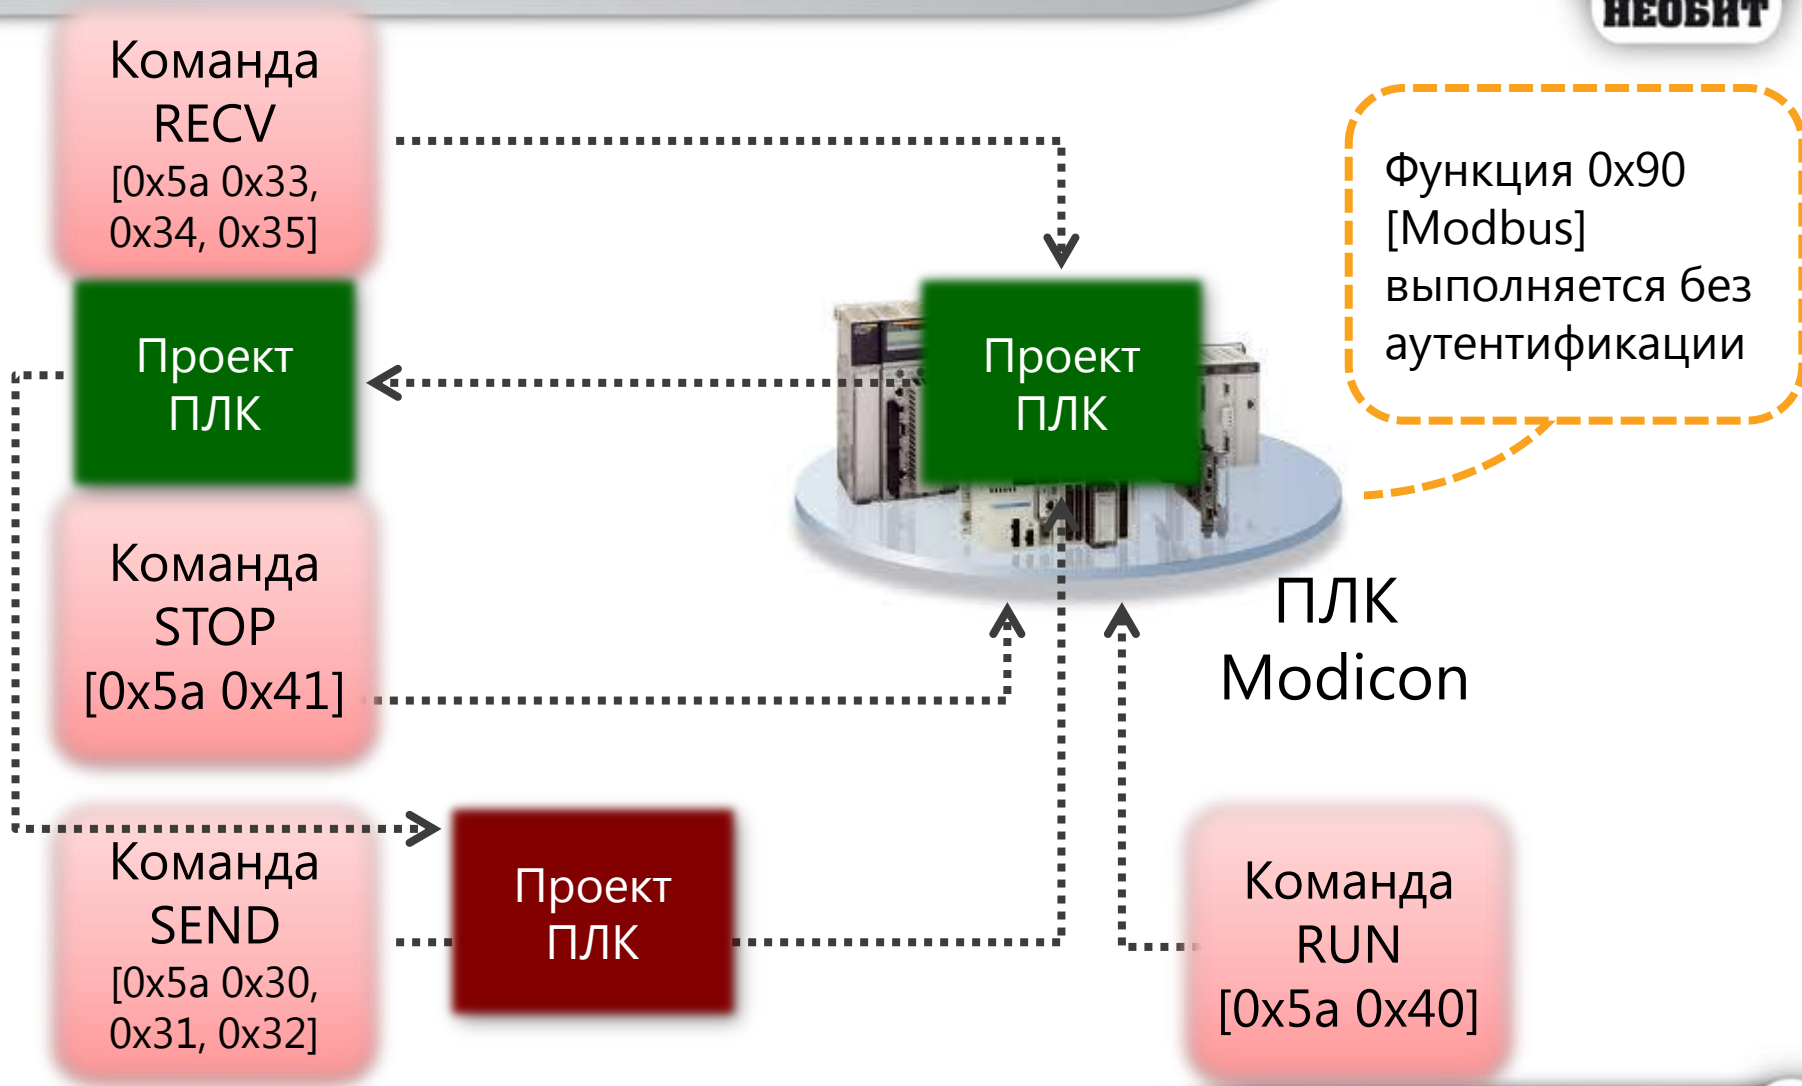 НЕОБИТ
Команда
RECV
[0x5a 0x33,
0x34, 0x35]
Функция 0x90
[Modbus]
выполняется без
аутентификации
Проект
ПЛК
Проект
ПЛК
Команда
STOP
[0x5a 0x41]
ПЛК
Modicon
Команда
SEND
[0x5a 0x30,
0x31, 0x32]
Проект
ПЛК
Команда
RUN
[0x5a 0x40]